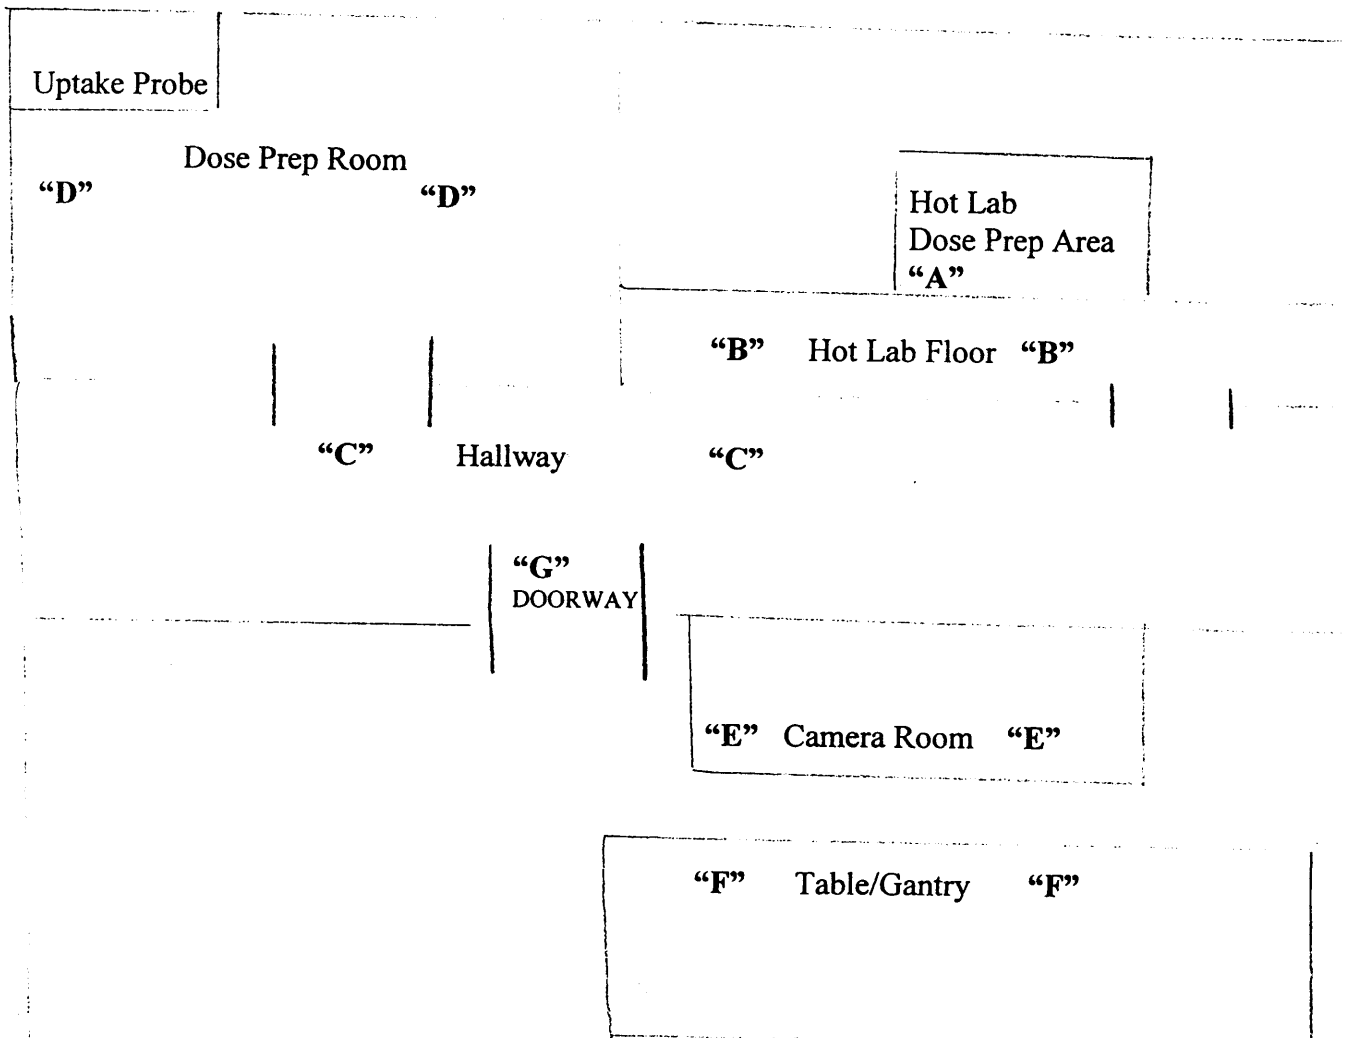 Uptake Probe
Dose Prep Room
“D” “D”
Hot Lab
Dose Prep Area
“A”
“B” Hot Lab Floor “B”
“C” Hallway “C”
“G”
DOORWAY
“E” Camera Room “E”
“F” Table/Gantry “F”